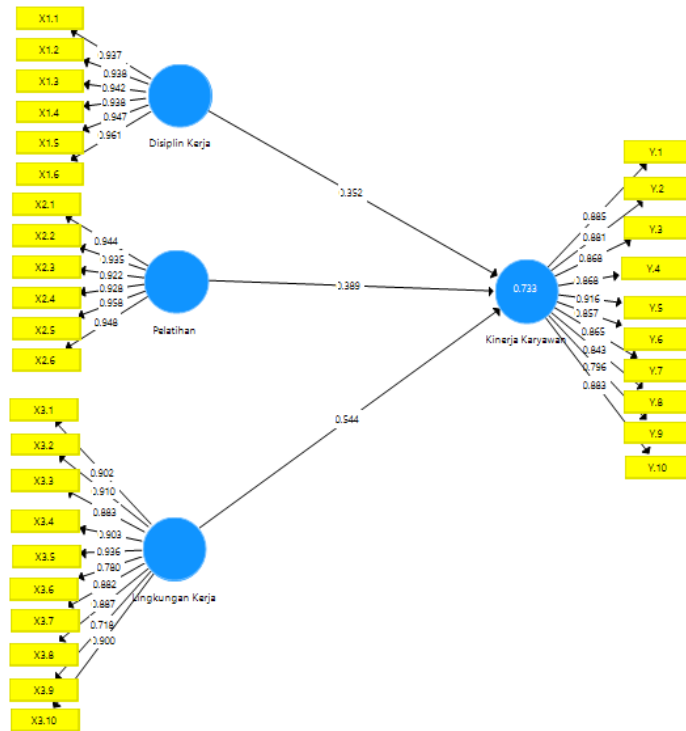 X1.1
X1.2
X1.3
X1.4
X1.5
X1.6
0.937
0.938
0.942
0.938
0.947
0.961
Disiplin Kerja
X2.1
X2.2
X2.3
X2.4
X2.5
X2.6
0.944
0.935
0.922
0.928
0.958
0.948
Pelatihan
X3.1
X3.2
X3.3
X3.4
X3.5
X3.6
X3.7
X3.8
X3.9
X3.10
0.902
0.910
0.883
0.903
0.936
0.780
0.882
0.887
0.718
0.900
Lingkungan Kerja
0.352
0.389
0.544
0.733
Kinerja Karyawan
0.885
0.881
0.868
0.868
0.916
0.857
0.865
0.843
0.796
0.883
Y.1
Y.2
Y.3
Y.4
Y.5
Y.6
Y.7
Y.8
Y.9
Y.10